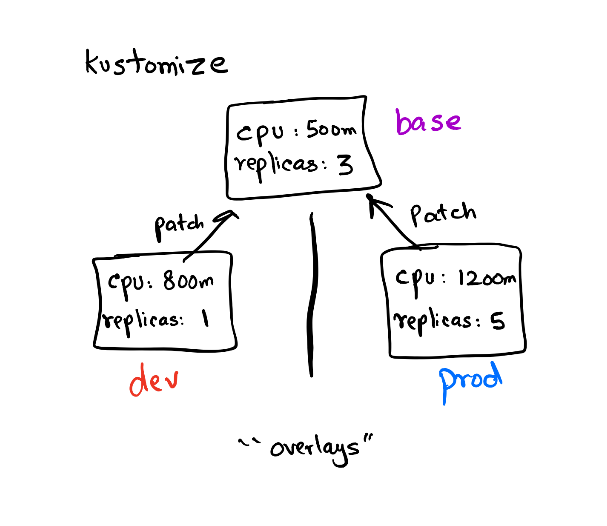 kustomize
cpu: 500m
replicas: 3
base
patch
Patch
cpu: 800m
replicas: 1
cpu: 1200m
replicas: 5
dev
prod
"overlays"